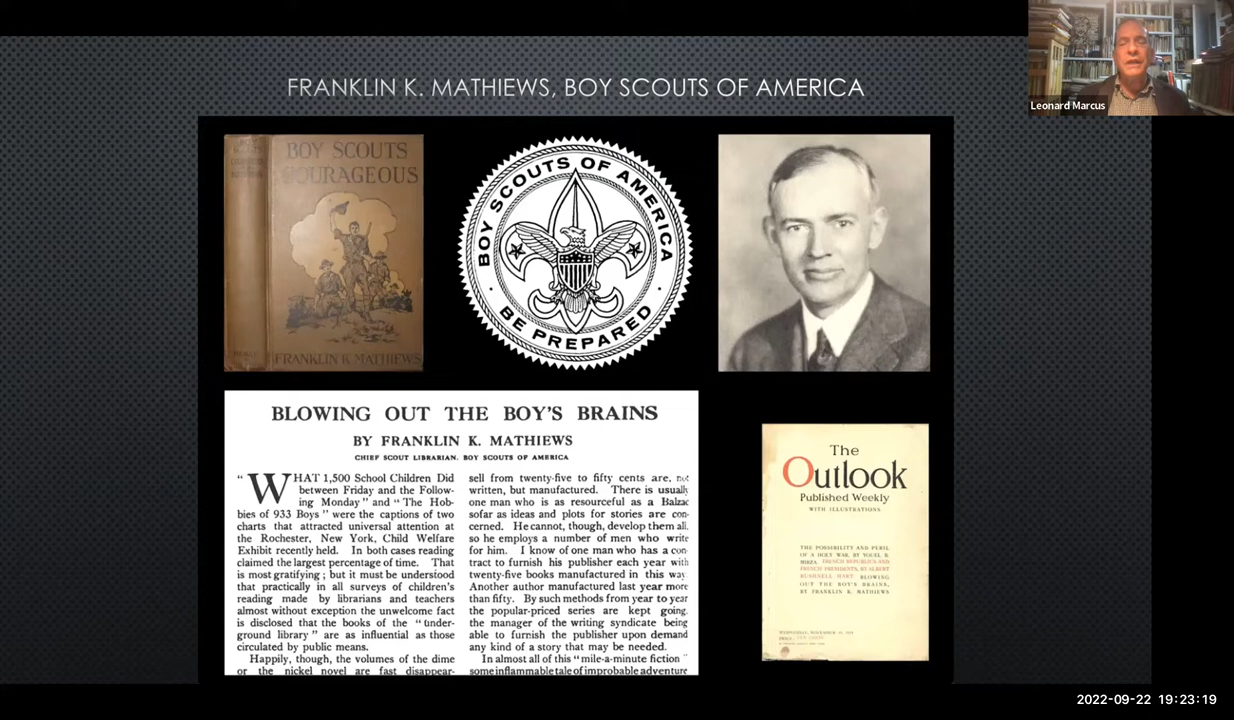 FRANKLIN K. MATHIEWS, BOY SCOUTS OF AMERICA
Leonard Marcus
BOY SCOUTS
COURAGEOUS
FRANKLIN K. MATHIEWS
BOY SCOUTS OF AMERICA
· BE PREPARED ·
BLOWING OUT THE BOY'S BRAINS
BY FRANKLIN K. MATHIEWS
CHIEF SCOUT LIBRARIAN, BOY SCOUTS OF AMERICA
"WHAT 1,500 School Children Did
between Friday and the Follow-
ing Monday" and "The Hob-
bies of 933 Boys" were the captions of two
charts that attracted universal attention at
the Rochester, New York, Child Welfare
Exhibit recently held. In both cases reading
claimed the largest percentage of time. That
is most gratifying; but it must be understood
that practically in all surveys of children's
reading made by librarians and teachers
almost without exception the unwelcome fact
is disclosed that the books of the "under-
ground library" are as influential as those
circulated by public means.
Happily, though, the volumes of the dime
or the nickel novel are fast disappear-
sell from twenty-five to fifty cents are, not
written, but manufactured. There is usually
one man who is as resourceful as a Balzac
so far as ideas and plots for stories are con-
cerned. He cannot, though, develop them all,
so he employs a number of men who write
for him. I know of one man who has a con-
tract to furnish his publisher each year with
twenty-five books manufactured in this way.
Another author manufactured last year more
than fifty. By such methods from year to year
the popular-priced series are kept going,
the manager of the writing syndicate being
able to furnish the publisher upon demand
any kind of a story that may be needed.
In almost all of this "mile-a-minute fiction"
some inflammable tale of improbable adventure
The
Outlook
Published Weekly
WITH ILLUSTRATIONS
THE POSSIBILITY AND PERIL
OF A HOLY WAR, BY YOUEL B.
MIRZA. FRENCH REPUBLICS AND
FRENCH PRESIDENTS, BY ALBERT
BUSHNELL HART. BLOWING
OUT THE BOY'S BRAINS,
BY FRANKLIN K. MATHIEWS
WEDNESDAY, NOVEMBER
2022-09-22 19:23:19